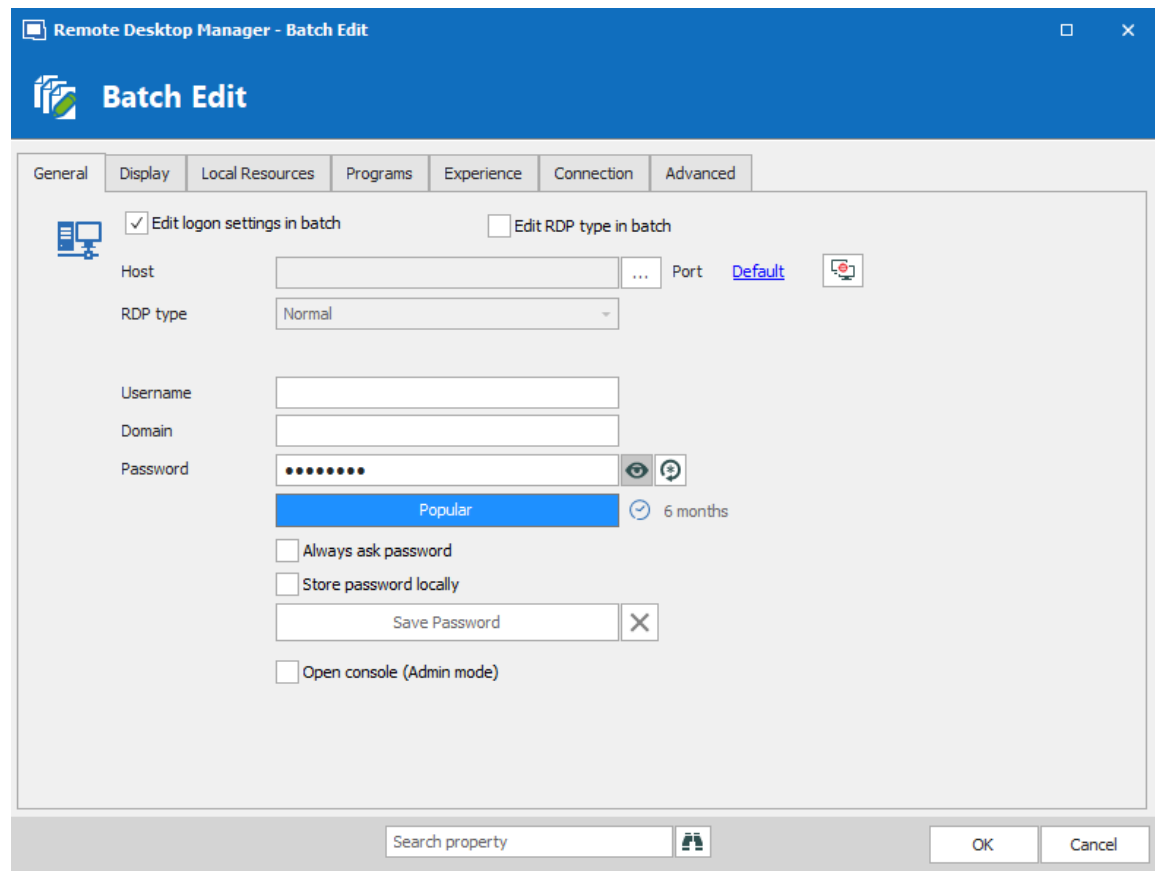 Remote Desktop Manager - Batch Edit
Batch Edit
General Display Local Resources Programs Experience Connection Advanced
Edit logon settings in batch Edit RDP type in batch
Host ... Port Default
RDP type Normal
Username
Domain
Password ••••••••
Popular 6 months
Always ask password
Store password locally
Save Password
Open console (Admin mode)
Search property OK Cancel